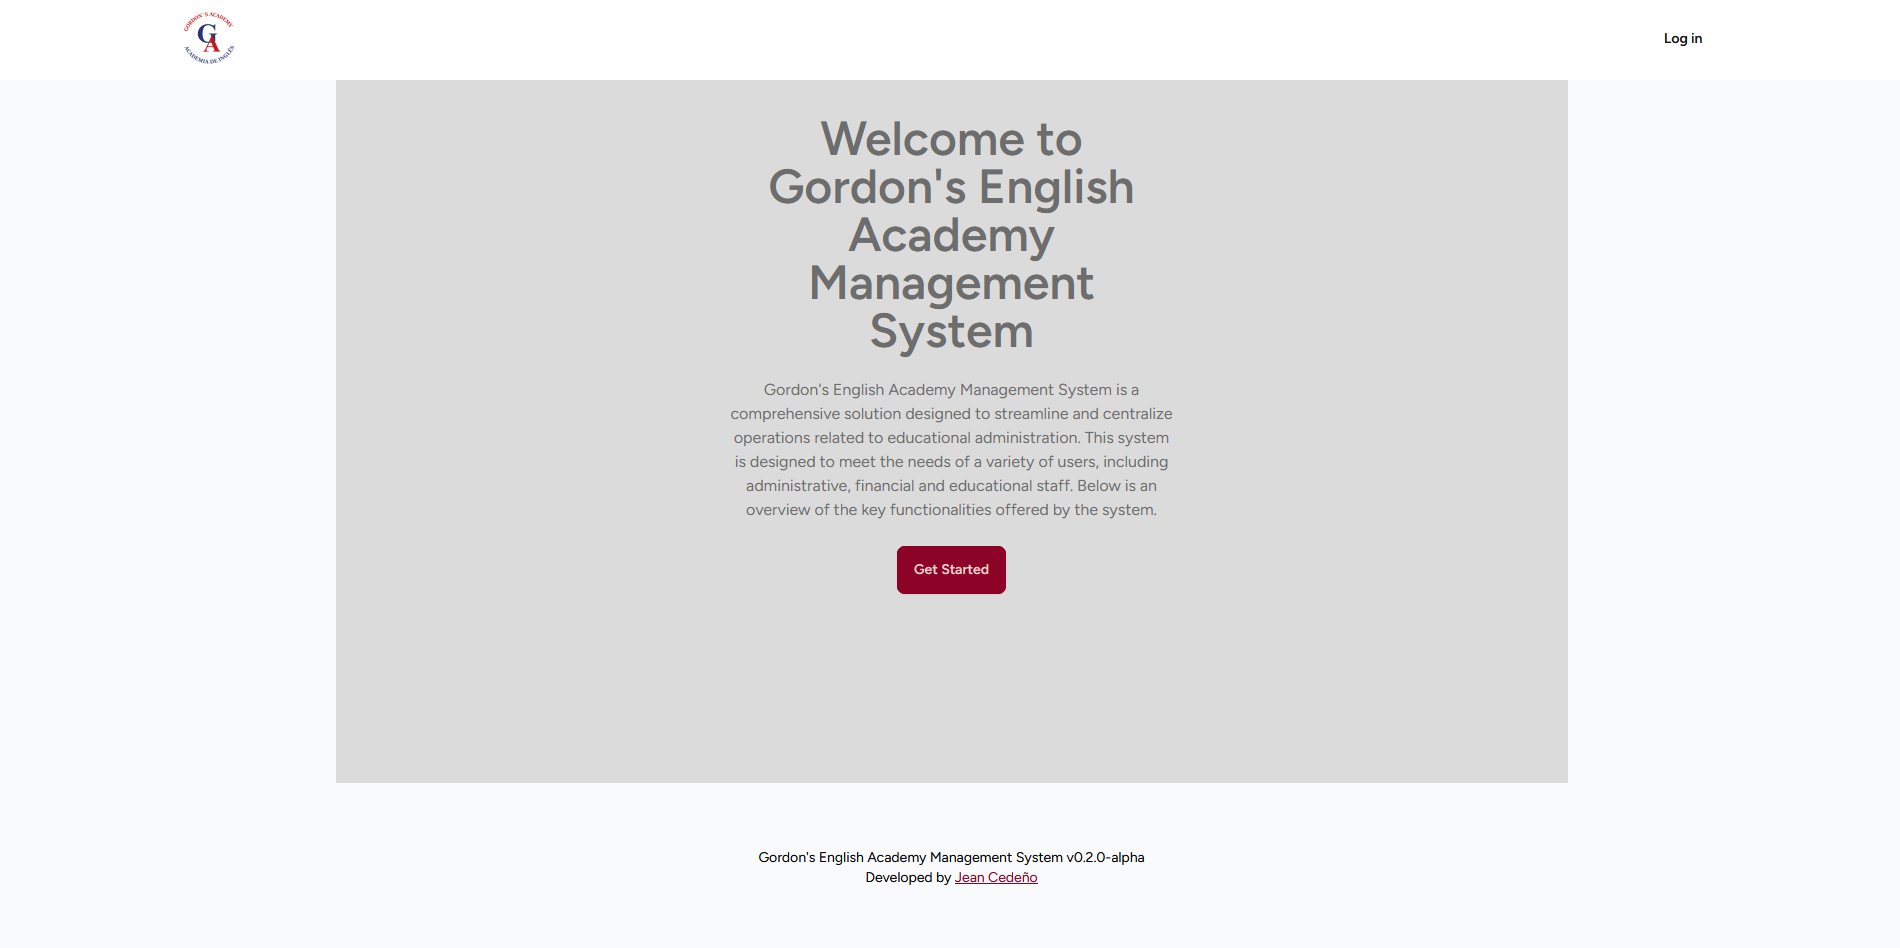 GORDON'S ACADEMY
GA
ACADEMIA DE INGLÉS
Log in
Welcome to
Gordon's English
Academy
Management
System
Gordon's English Academy Management System is a
comprehensive solution designed to streamline and centralize
operations related to educational administration. This system
is designed to meet the needs of a variety of users, including
administrative, financial and educational staff. Below is an
overview of the key functionalities offered by the system.
Get Started
Gordon's English Academy Management System v0.2.0-alpha
Developed by Jean Cedeño